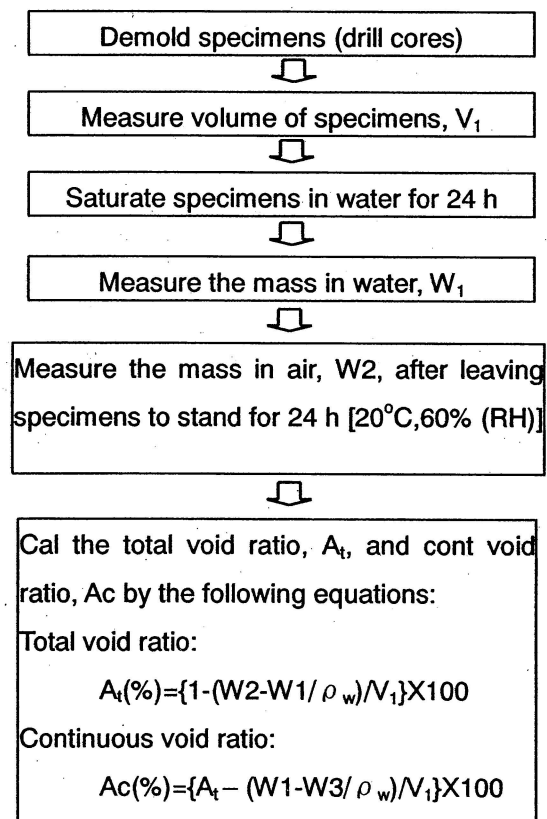 Demold specimens (drill cores)
Measure volume of specimens, V₁
Saturate specimens in water for 24 h
Measure the mass in water, W₁
Measure the mass in air, W2, after leaving
specimens to stand for 24 h [20°C,60% (RH)]
Cal the total void ratio, Aₜ, and cont void
ratio, Ac by the following equations:
Total void ratio:
Aₜ(%)={1-(W2-W1/ρw)/V₁}X100
Continuous void ratio:
Ac(%)={Aₜ– (W1-W3/ρw)/V₁}X100